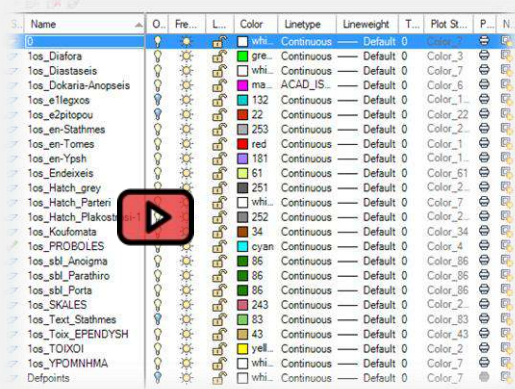 S.. Name O.. Fre... L... Color Linetype Lineweight T... Plot St... P... N
0 whi... Continuous Default 0 Color_7
1os_Diafora gre... Continuous Default 0 Color_3
1os_Diastaseis whi... Continuous Default 0 Color_7
1os_Dokaria-Anopseis ma... ACAD_IS... Default 0 Color_6
1os_e1legxos 132 Continuous Default 0 Color_1...
1os_e2pitopou 22 Continuous Default 0 Color_22
1os_en-Stathmes 253 Continuous Default 0 Color_2...
1os_en-Tomes red Continuous Default 0 Color_1
1os_en-Ypsh 181 Continuous Default 0 Color_1...
1os_Endeixeis 61 Continuous Default 0 Color_61
1os_Hatch_grey 251 Continuous Default 0 Color_2...
1os_Hatch_Parteri whi... Continuous Default 0 Color_7
1os_Hatch_Plakost 252 Continuous Default 0 Color_2...
1os_Koufomata 34 Continuous Default 0 Color_34
1os_PROBOLES cyan Continuous Default 0 Color_4
1os_sbl_Anoigma 86 Continuous Default 0 Color_86
1os_sbl_Parathiro 86 Continuous Default 0 Color_86
1os_sbl_Porta 86 Continuous Default 0 Color_86
1os_SKALES 243 Continuous Default 0 Color_2...
1os_Text_Stathmes 83 Continuous Default 0 Color_83
1os_Toix_EPENDYSH 43 Continuous Default 0 Color_43
1os_TOIXOI yell... Continuous Default 0 Color_2
1os_YPOMNHMA whi... Continuous Default 0 Color_7
Defpoints whi... Continuous Default 0 Color_7